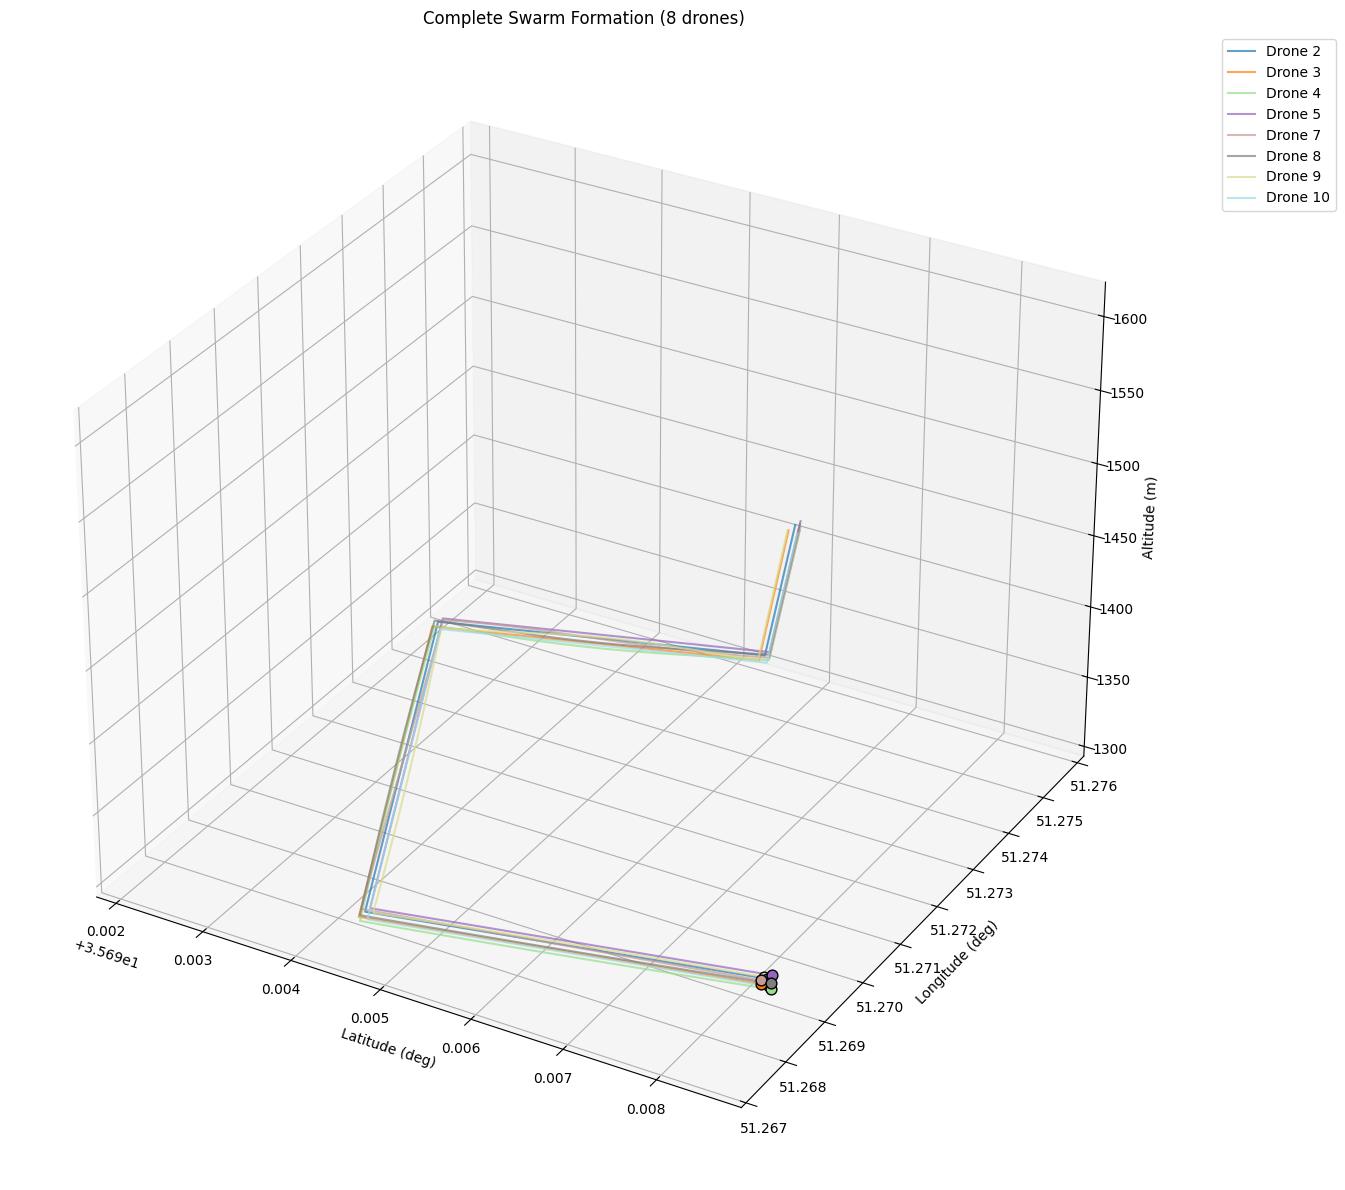 Complete Swarm Formation (8 drones)
Drone 2
Drone 3
Drone 4
Drone 5
Drone 7
Drone 8
Drone 9
Drone 10
1600
1550
1500
1450
1400
1350
1300
Altitude (m)
51.276
51.275
51.274
51.273
51.272
51.271
51.270
51.269
51.268
51.267
Longitude (deg)
0.002
0.003
0.004
0.005
0.006
0.007
0.008
+3.569e1
Latitude (deg)